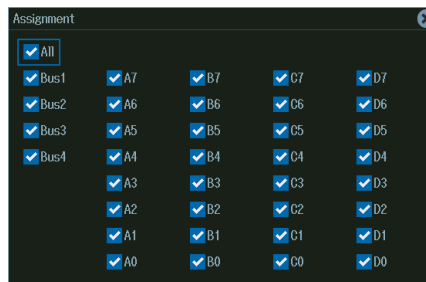 Assignment
All
Bus1 A7 B7 C7 D7
Bus2 A6 B6 C6 D6
Bus3 A5 B5 C5 D5
Bus4 A4 B4 C4 D4
A3 B3 C3 D3
A2 B2 C2 D2
A1 B1 C1 D1
A0 B0 C0 D0